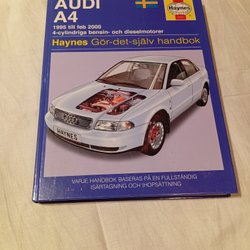 AUDI
A4
1995 till feb 2000
4-cylindriga bensin- och dieselmotorer
Haynes
Haynes Gör-det-själv handbok
HAYNES
VARJE HANDBOK BASERAS PÅ EN FULLSTÄNDIG
ISÄRTAGNING OCH IHOPSÄTTNING